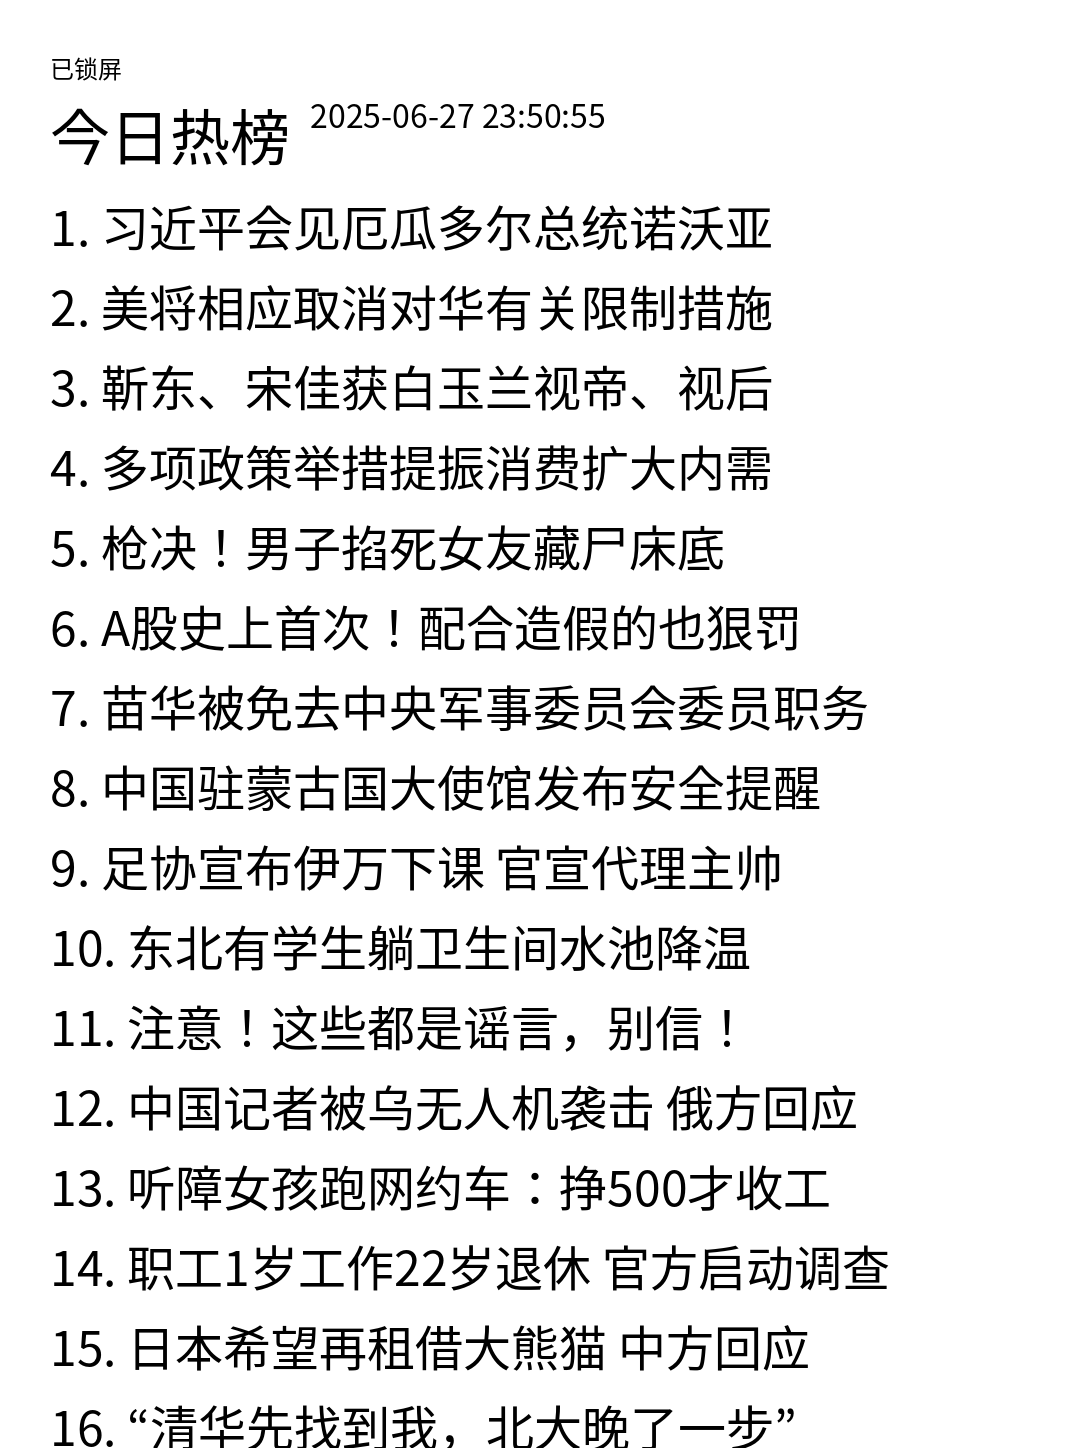 已锁屏
今日热榜 2025-06-27 23:50:55
1. 习近平会见厄瓜多尔总统诺沃亚
2. 美将相应取消对华有关限制措施
3. 靳东、宋佳获白玉兰视帝、视后
4. 多项政策举措提振消费扩大内需
5. 枪决！男子掐死女友藏尸床底
6. A股史上首次！配合造假的也狠罚
7. 苗华被免去中央军事委员会委员职务
8. 中国驻蒙古国大使馆发布安全提醒
9. 足协宣布伊万下课 官宣代理主帅
10. 东北有学生躺卫生间水池降温
11. 注意！这些都是谣言，别信！
12. 中国记者被乌无人机袭击 俄方回应
13. 听障女孩跑网约车：挣500才收工
14. 职工1岁工作22岁退休 官方启动调查
15. 日本希望再租借大熊猫 中方回应
16. “清华先找到我，北大晚了一步”